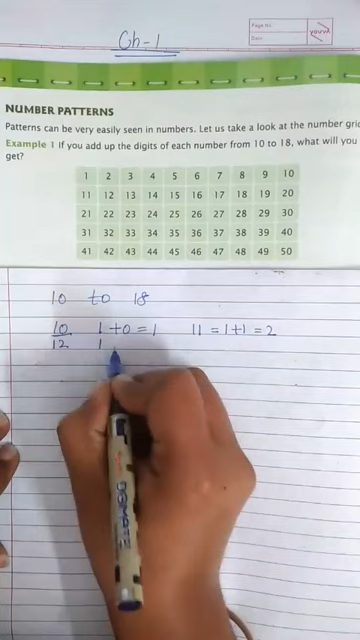 Page No.
Date
YOUVA
Ch-1
NUMBER PATTERNS
Patterns can be very easily seen in numbers. Let us take a look at the number grid
Example 1 If you add up the digits of each number from 10 to 18, what will you
get?
1 2 3 4 5 6 7 8 9 10
11 12 13 14 15 16 17 18 19 20
21 22 23 24 25 26 27 28 29 30
31 32 33 34 35 36 37 38 39 40
41 42 43 44 45 46 47 48 49 50
10 to 18
10 1+0=1 11=1+1=2
12 1